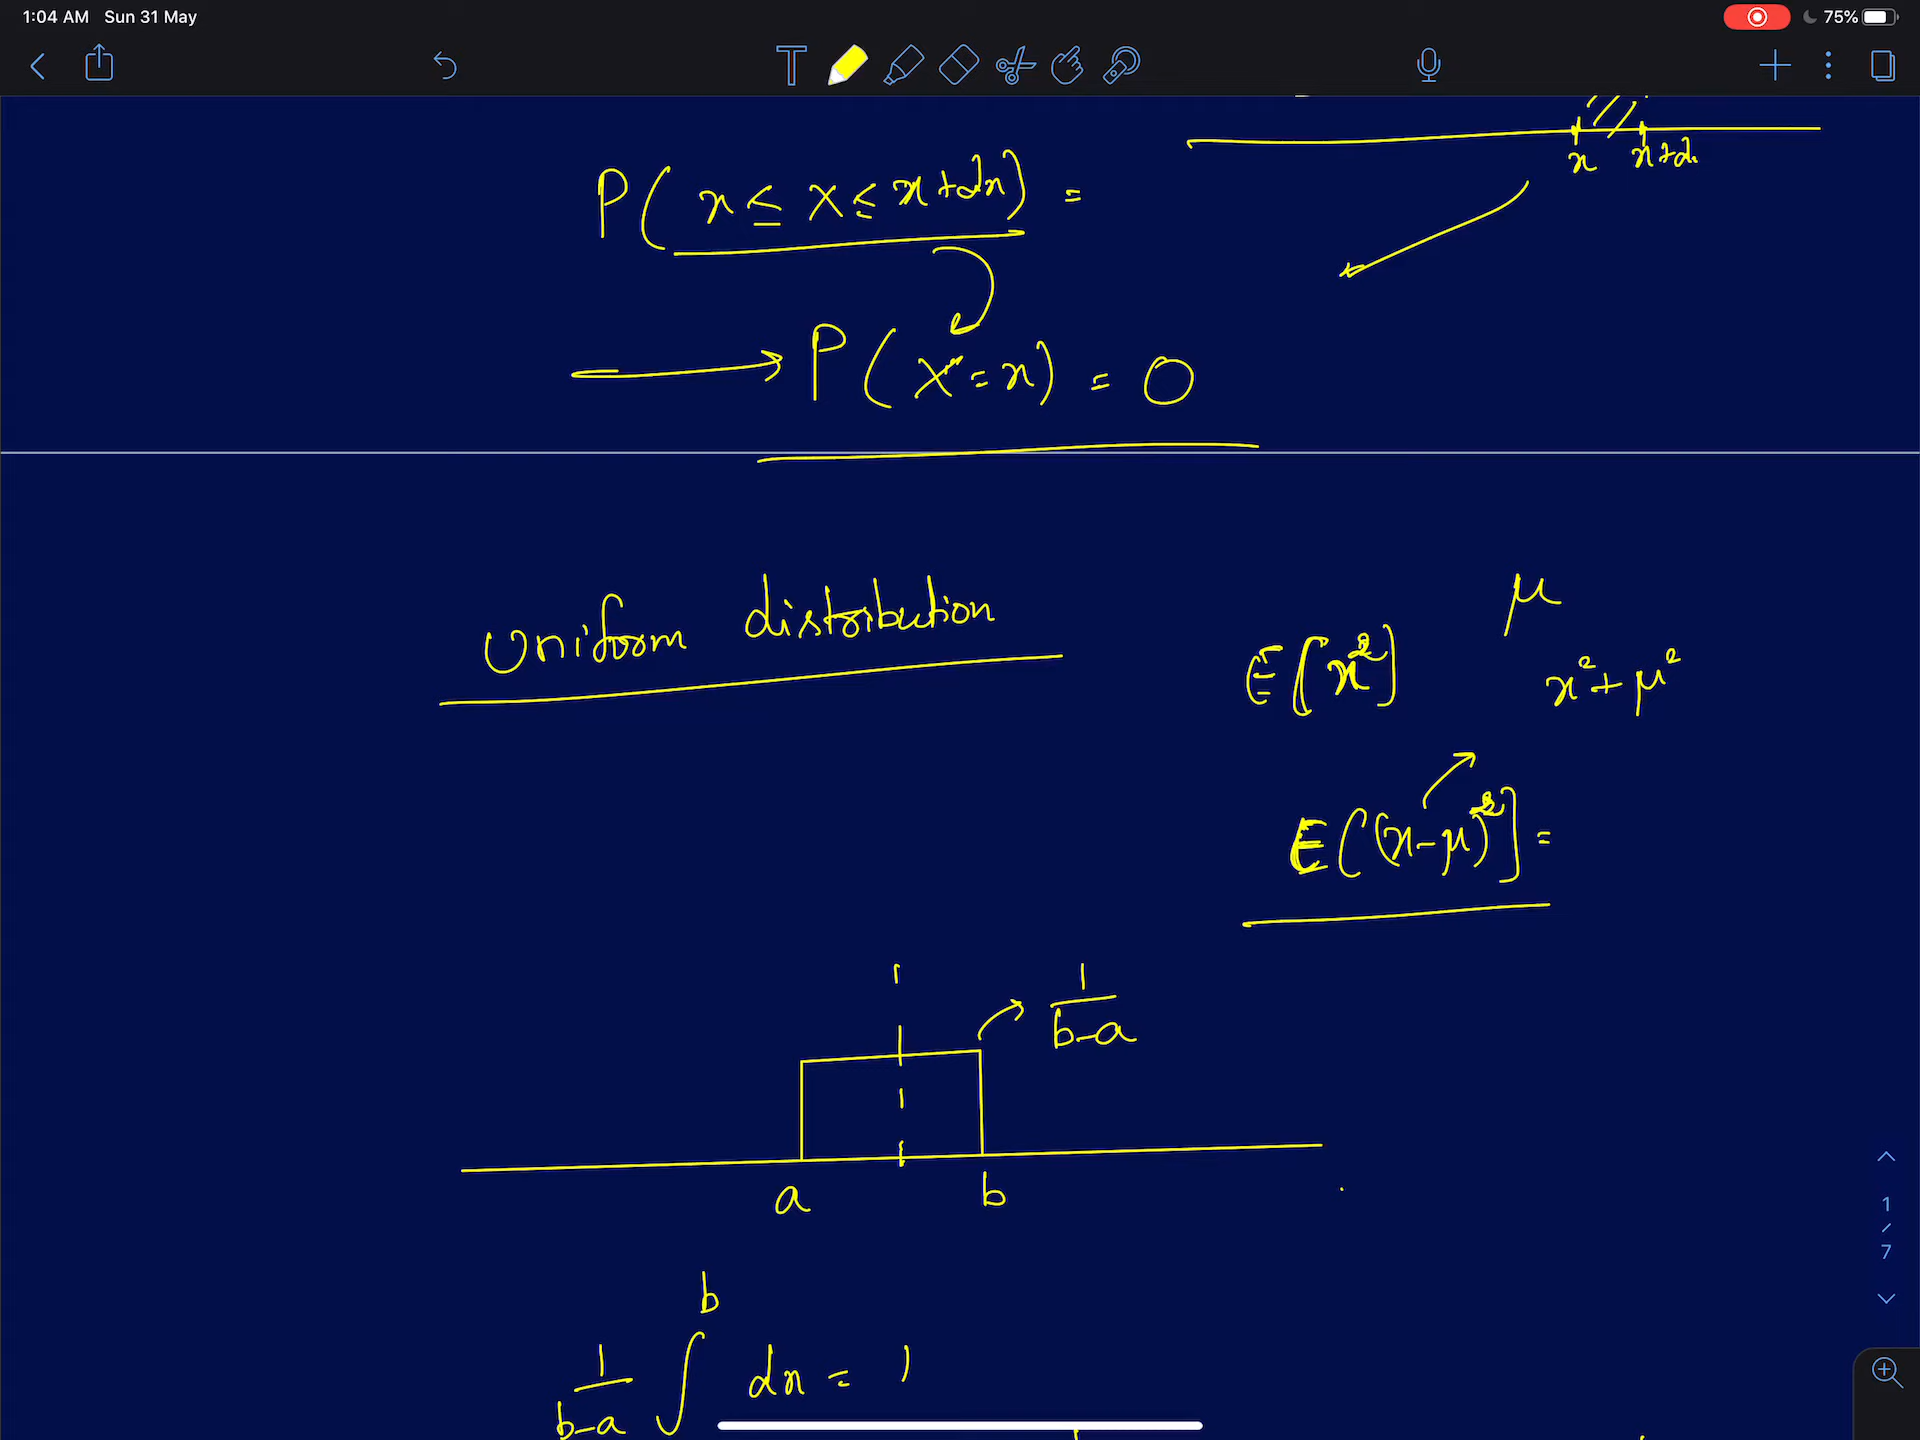 1:04 AM Sun 31 May
75%
x x+d
P( x ≤ X ≤ x+dx) =
P( X = x) = 0
Uniform distribution
μ
E[x²]
x²+μ²
E[(x-μ)²] =
1/(b-a)
a b
1/(b-a) ∫ b dx = 1
1
/
7